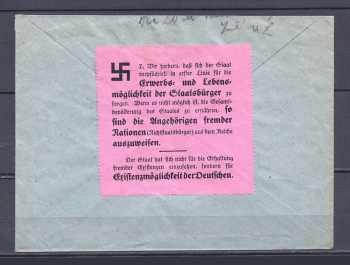 7. Wir fordern, daß sich der Staat
verpflichtet, in erster Linie für die
Erwerbs- und Lebens-
möglichkeit der Staatsbürger zu
sorgen. Wenn es nicht möglich ist, die Gesamt-
bevölkerung des Staates zu ernähren, so
sind die Angehörigen fremder
Nationen (Nichtstaatsbürger) aus dem Reiche
auszuweisen.
Der Staat hat sich nicht für die Erhaltung
fremder Existenzen einzusetzen, sondern für
Existenzmöglichkeit der Deutschen.